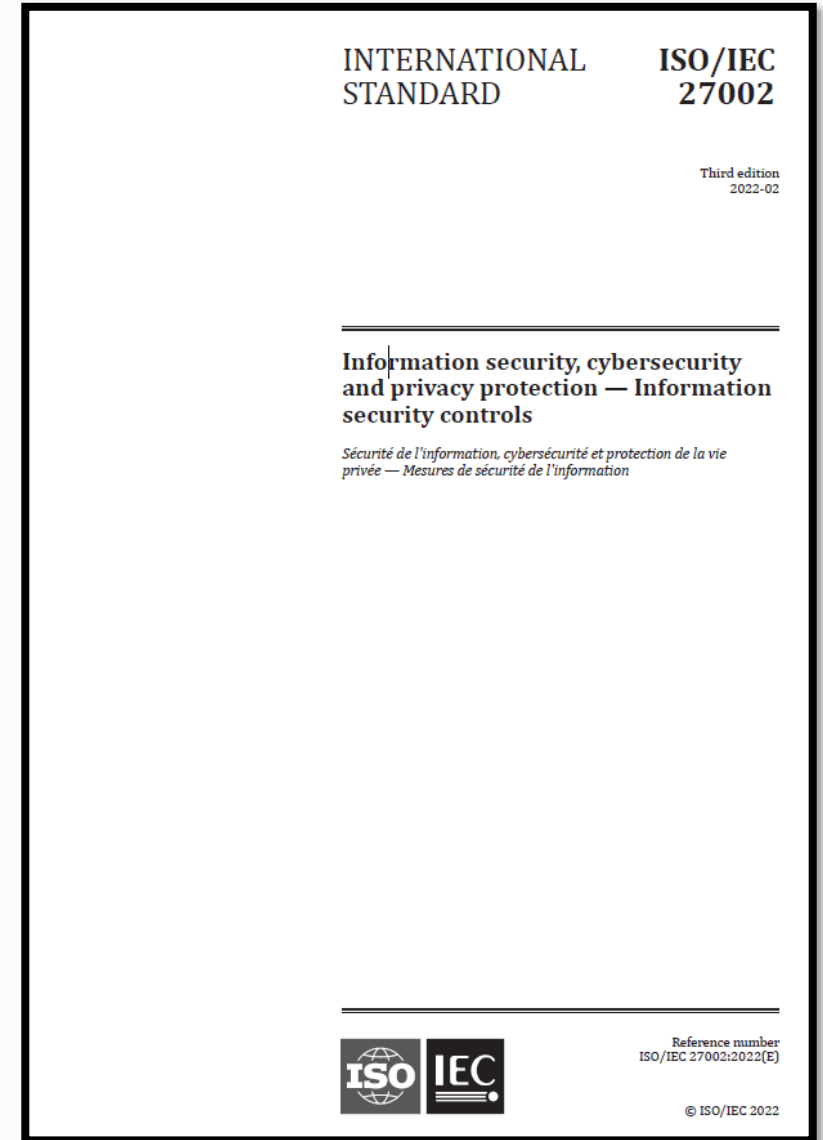 INTERNATIONAL STANDARD
ISO/IEC 27002
Third edition
2022-02
Information security, cybersecurity
and privacy protection — Information
security controls
Sécurité de l'information, cybersécurité et protection de la vie
privée — Mesures de sécurité de l'information
ISO
IEC
Reference number
ISO/IEC 27002:2022(E)
© ISO/IEC 2022